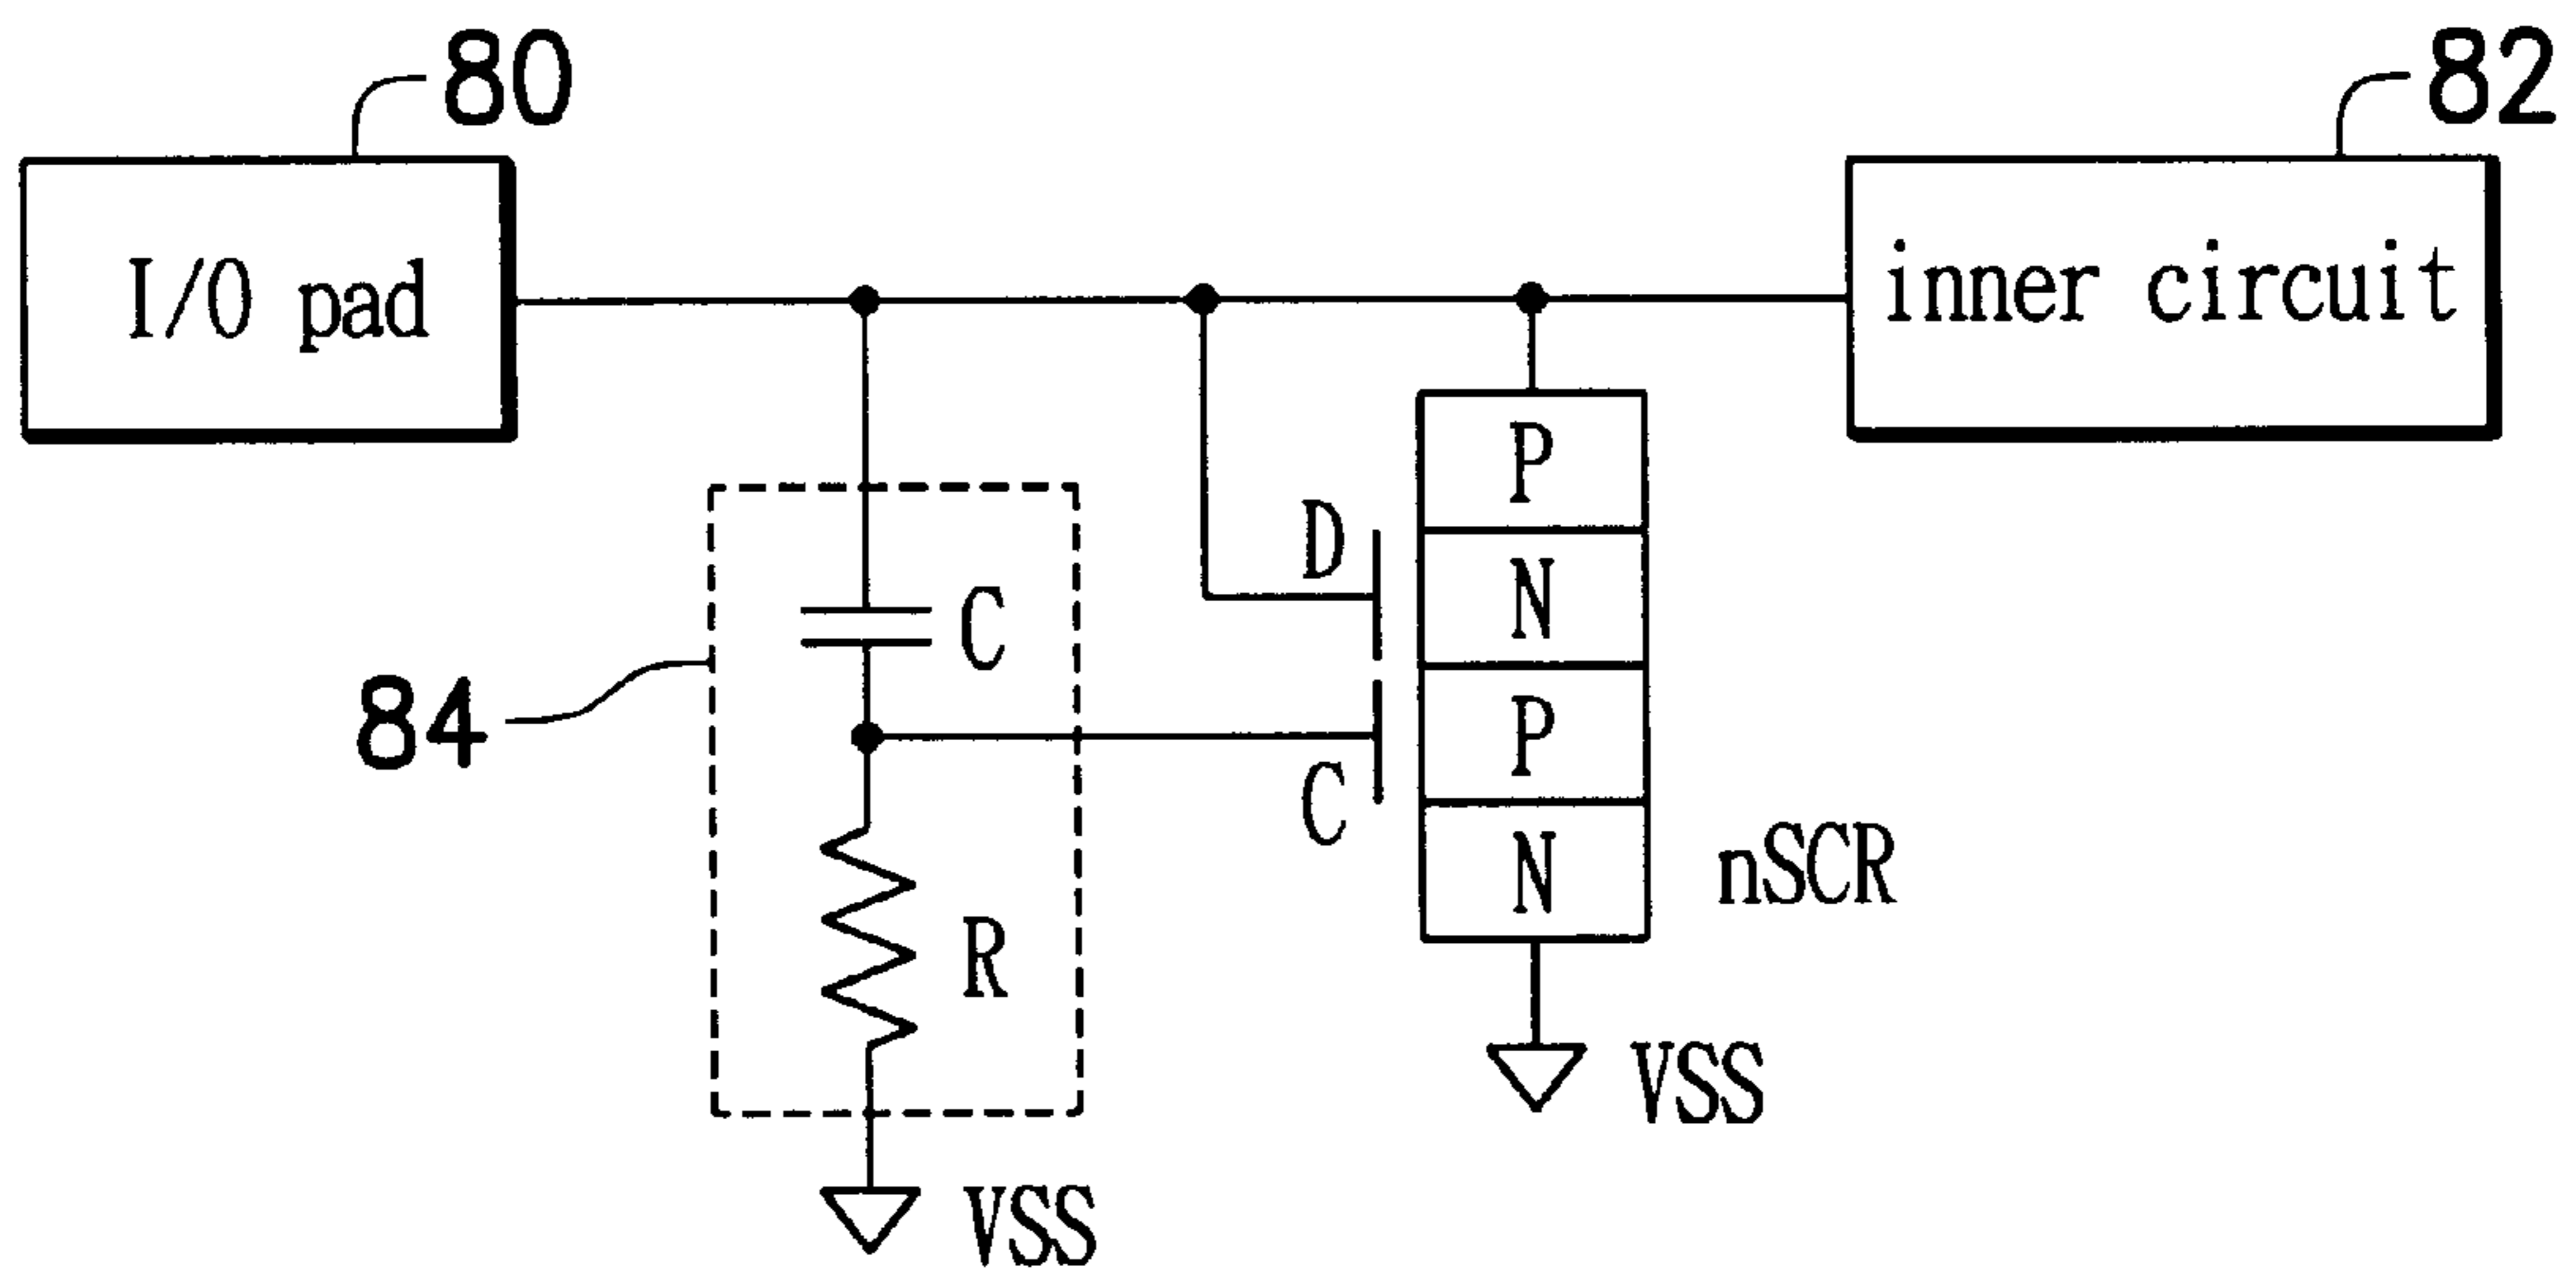 80
82
I/O pad
inner circuit
P
D
N
C
84
P
C
N
nSCR
R
VSS
VSS